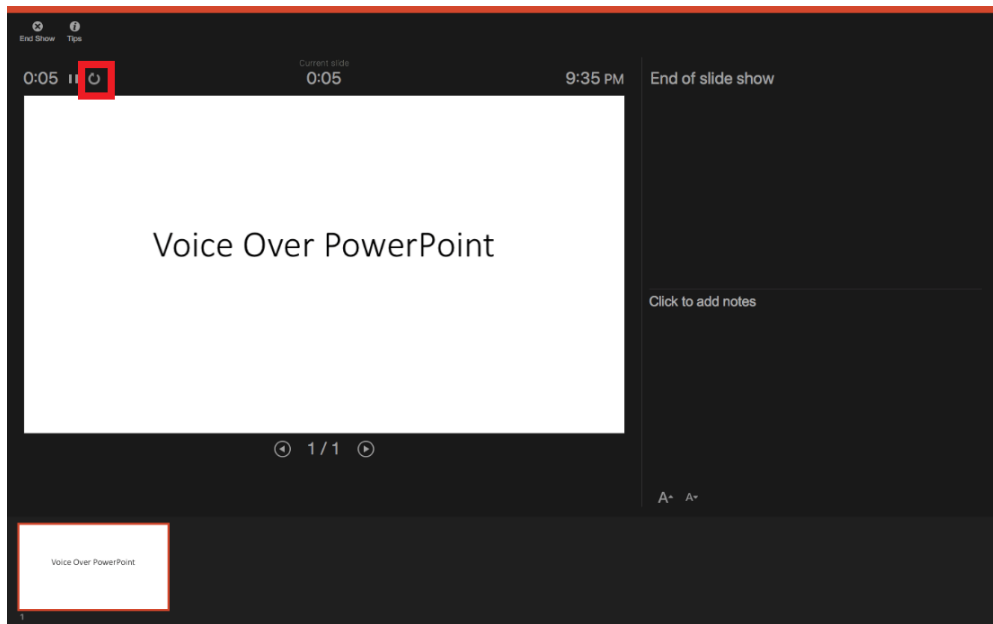 End Show Tips
Current slide
0:05 0:05 9:35 PM
End of slide show
Voice Over PowerPoint
Click to add notes
1/1
A A
Voice Over PowerPoint
1